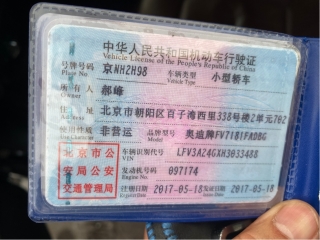 中华人民共和国机动车行驶证
Vehicle License of the People's Republic of China
号牌号码 京NH2H98 车辆类型 小型轿车
Plate No. Vehicle Type
所有人 郝峰
Owner
住址 北京市朝阳区百子湾西里338号楼2单元702
Address
使用性质 非营运 品牌型号 奥迪牌FV7181FADBG
Use Character Model
北京市公安局公安交通管理局
车辆识别代号 LFV3A24GXH3033488
VIN
发动机号码 097174
Engine No.
注册日期 2017-05-18 发证日期 2017-05-18
Register Date Issue Date